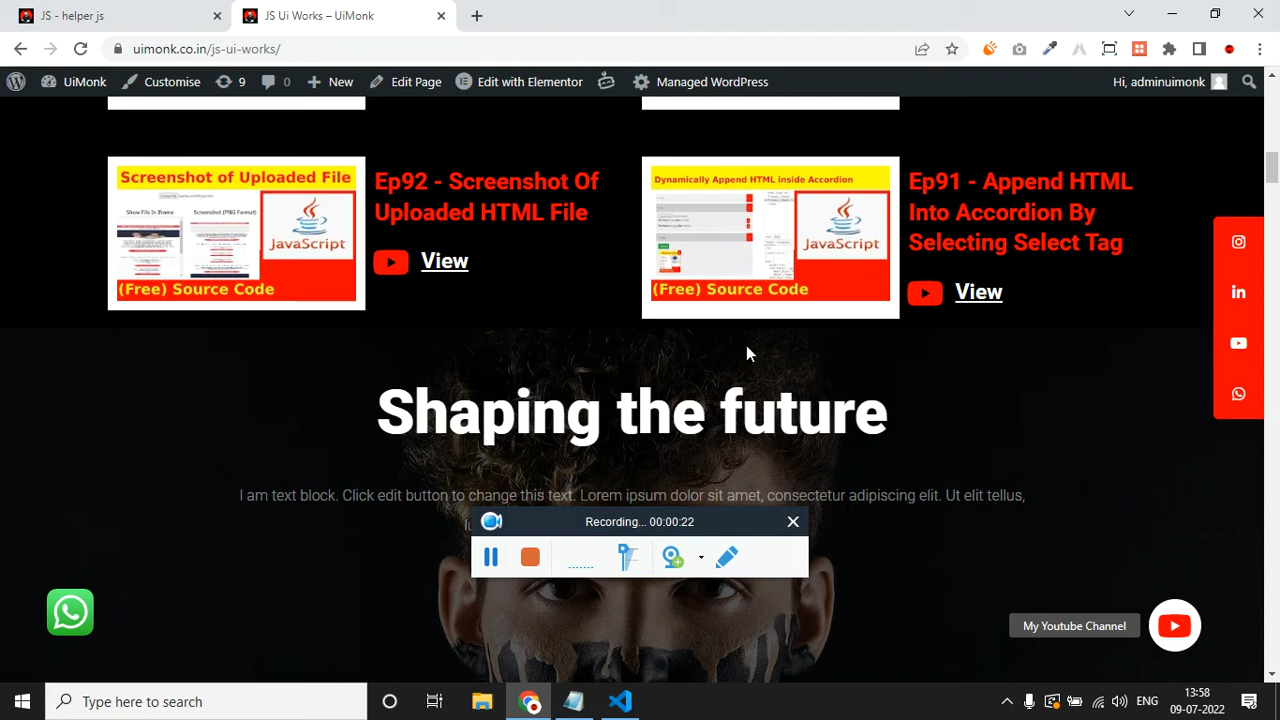 JS - helper js
JS Ui Works – UiMonk
uimonk.co.in/js-ui-works/
UiMonk
Customise
9
0
New
Edit Page
Edit with Elementor
Managed WordPress
Hi, adminuimonk
Screenshot of Uploaded File
Show File In Iframe
Screenshot (PNG Format)
JavaScript
(Free) Source Code
Ep92 - Screenshot Of
Uploaded HTML File
View
Dynamically Append HTML inside Accordion
JavaScript
(Free) Source Code
Ep91 - Append HTML
Into Accordion By
Selecting Select Tag
View
Shaping the future
I am text block. Click edit button to change this text. Lorem ipsum dolor sit amet, consectetur adipiscing elit. Ut elit tellus,
Recording... 00:00:22
My Youtube Channel
Type here to search
ENG
13:58
09-07-2022